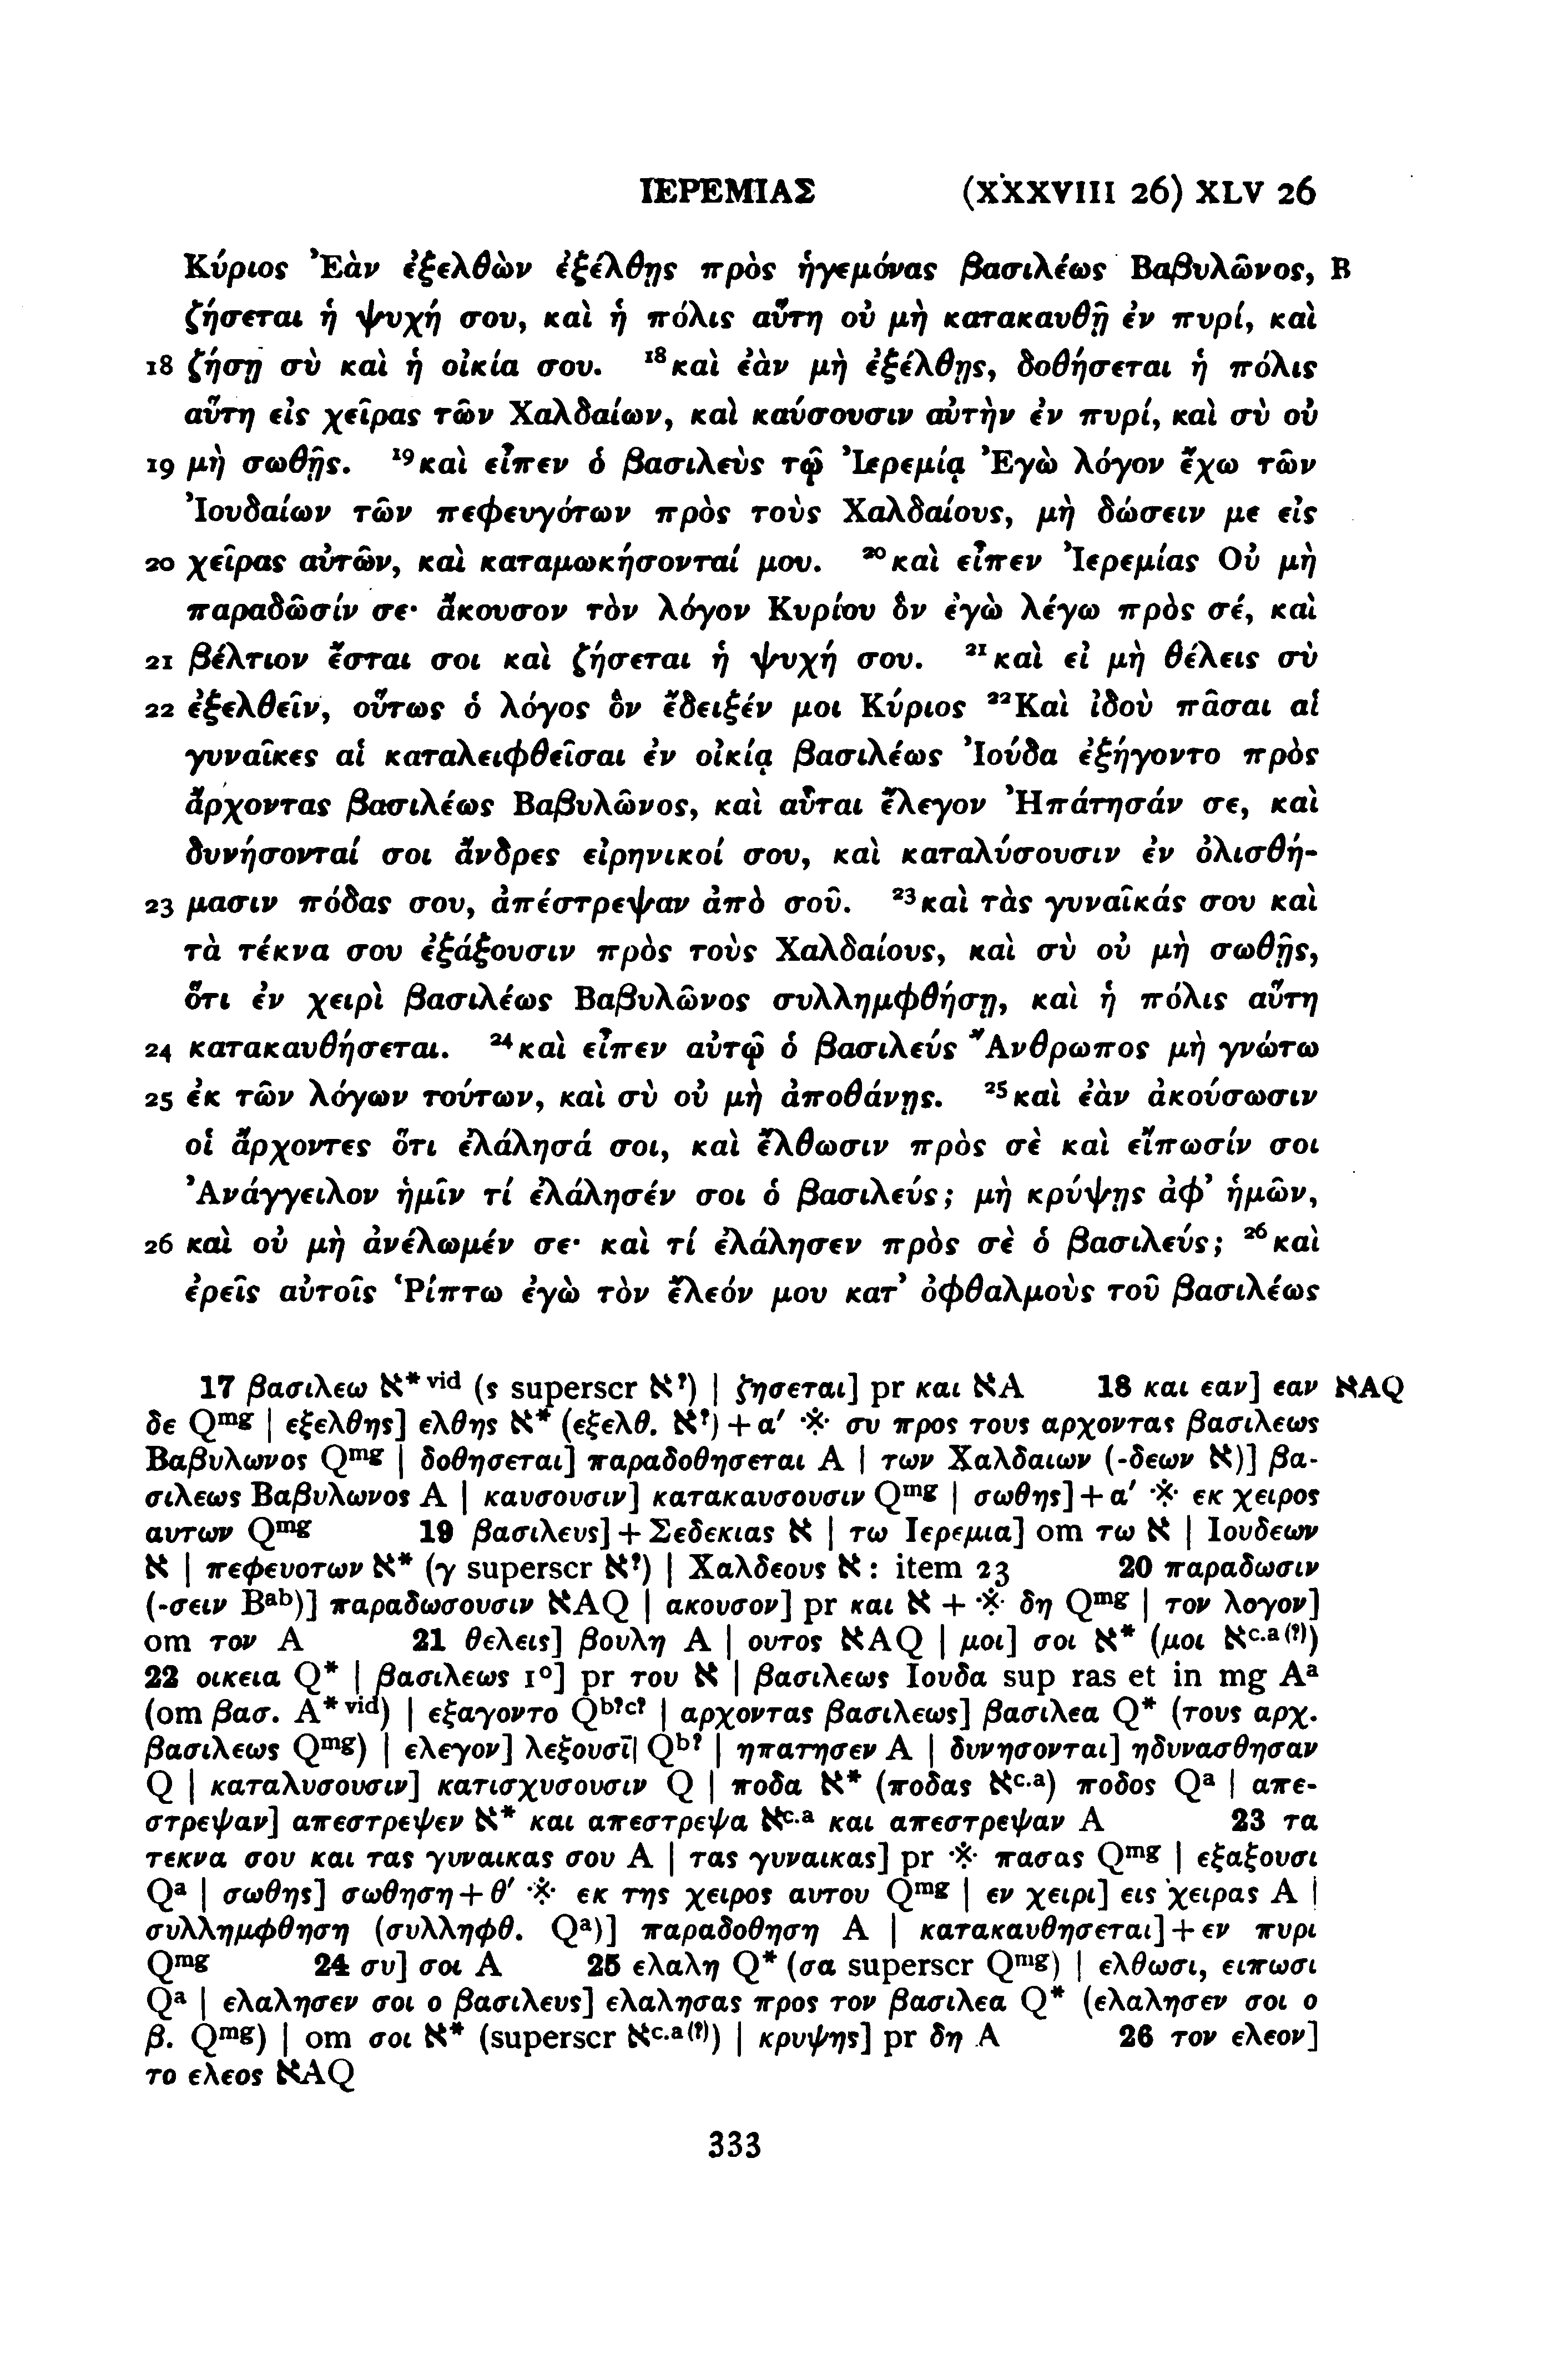 ΙΕΡΕΜΙΑΣ (XXXVIII 26) XLV 26
Κύριος Ἐὰν ἐξελθὼν ἐξέλθῃς πρὸς ἡγεμόνας βασιλέως Βαβυλῶνος, B
ζήσεται ἡ ψυχή σου, καὶ ἡ πόλις αὕτη οὐ μὴ κατακαυθῇ ἐν πυρί, καὶ
18 ζήσῃ σὺ καὶ ἡ οἰκία σου. ¹⁸καὶ ἐὰν μὴ ἐξέλθῃς, δοθήσεται ἡ πόλις
αὕτη εἰς χεῖρας τῶν Χαλδαίων, καὶ καύσουσιν αὐτὴν ἐν πυρί, καὶ σὺ οὐ
19 μὴ σωθῇς. ¹⁹καὶ εἶπεν ὁ βασιλεὺς τῷ Ἰερεμίᾳ Ἐγὼ λόγον ἔχω τῶν
Ἰουδαίων τῶν πεφευγότων πρὸς τοὺς Χαλδαίους, μὴ δώσειν με εἰς
20 χεῖρας αὐτῶν, καὶ καταμωκήσονταί μου. ²⁰καὶ εἶπεν Ἰερεμίας Οὐ μὴ
παραδῶσίν σε· ἄκουσον τὸν λόγον Κυρίου ὃν ἐγὼ λέγω πρὸς σέ, καὶ
21 βέλτιον ἔσται σοι καὶ ζήσεται ἡ ψυχή σου. ²¹καὶ εἰ μὴ θέλεις σὺ
22 ἐξελθεῖν, οὕτως ὁ λόγος ὃν ἔδειξέν μοι Κύριος ²²Καὶ ἰδοὺ πᾶσαι αἱ
γυναῖκες αἱ καταλειφθεῖσαι ἐν οἰκίᾳ βασιλέως Ἰούδα ἐξήγοντο πρὸς
ἄρχοντας βασιλέως Βαβυλῶνος, καὶ αὗται ἔλεγον Ἠπάτησάν σε, καὶ
δυνήσονταί σοι ἄνδρες εἰρηνικοί σου, καὶ καταλύσουσιν ἐν ὀλισθή-
23 μασιν πόδας σου, ἀπέστρεψαν ἀπὸ σοῦ. ²³καὶ τὰς γυναῖκάς σου καὶ
τὰ τέκνα σου ἐξάξουσιν πρὸς τοὺς Χαλδαίους, καὶ σὺ οὐ μὴ σωθῇς,
ὅτι ἐν χειρὶ βασιλέως Βαβυλῶνος συλλημφθήσῃ, καὶ ἡ πόλις αὕτη
24 κατακαυθήσεται. ²⁴καὶ εἶπεν αὐτῷ ὁ βασιλεύς Ἄνθρωπος μὴ γνώτω
25 ἐκ τῶν λόγων τούτων, καὶ σὺ οὐ μὴ ἀποθάνῃς. ²⁵καὶ ἐὰν ἀκούσωσιν
οἱ ἄρχοντες ὅτι ἐλάλησά σοι, καὶ ἔλθωσιν πρὸς σὲ καὶ εἴπωσίν σοι
Ἀνάγγειλον ἡμῖν τί ἐλάλησέν σοι ὁ βασιλεύς; μὴ κρύψῃς ἀφ’ ἡμῶν,
26 καὶ οὐ μὴ ἀνέλωμέν σε· καὶ τί ἐλάλησεν πρὸς σὲ ὁ βασιλεύς; ²⁶καὶ
ἐρεῖς αὐτοῖς Ῥίπτω ἐγὼ τὸν ἔλεόν μου κατ’ ὀφθαλμοὺς τοῦ βασιλέως
17 βασιλεω ℵ* vid (ς superscr ℵ?) | ζησεται] pr και ℵA 18 και εαν] εαν ℵAQ
δε Qmg | εξελθης] ελθης ℵ* (εξελθ. ℵ?) + α′ ※ συ προς τους αρχοντας βασιλεως
Βαβυλωνος Qmg | δοθησεται] παραδοθησεται A | των Χαλδαιων (-δεων ℵ)] βα-
σιλεως Βαβυλωνος A | καυσουσιν] κατακαυσουσιν Qmg | σωθης] + α′ ※ εκ χειρος
αυτων Qmg 19 βασιλευς] + Σεδεκιας ℵ | τω Ιερεμια] om τω ℵ | Ιουδεων
ℵ | πεφευοτων ℵ* (γ superscr ℵ?) | Χαλδεους ℵ : item 23 20 παραδωσιν
(-σειν Bab)] παραδωσουσιν ℵAQ | ακουσον] pr και ℵ + ※ δη Qmg | τον λογον]
om τον A 21 θελεις] βουλη A | ουτος ℵAQ | μοι] σοι ℵ* (μοι ℵc.a(?))
22 οικεια Q* | βασιλεως 1°] pr του ℵ | βασιλεως Ιουδα sup ras et in mg Aa
(om βασ. A* vid) | εξαγοντο Qb?c? | αρχοντας βασιλεως] βασιλεα Q* (τους αρχ.
βασιλεως Qmg) | ελεγον] λεξουσῑ| Qb? | ηπατησεν A | δυνησονται] ηδυνασθησαν
Q | καταλυσουσιν] κατισχυσουσιν Q | ποδα ℵ* (ποδας ℵc.a) ποδος Qa | απε-
στρεψαν] απεστρεψεν ℵ* και απεστρεψα ℵc.a και απεστρεψαν A 23 τα
τεκνα σου και τας γυναικας σου A | τας γυναικας] pr ※ πασας Qmg | εξαξουσι
Qa | σωθης] σωθηση + θ′ ※ εκ της χειρος αυτου Qmg | εν χειρι] εις χειρας A |
συλλημφθηση (συλληφθ. Qa)] παραδοθηση A | κατακαυθησεται] + εν πυρι
Qmg 24 συ] σοι A 25 ελαλη Q* (σα superscr Qmg) | ελθωσι, ειπωσι
Qa | ελαλησεν σοι ο βασιλευς] ελαλησας προς τον βασιλεα Q* (ελαλησεν σοι ο
β. Qmg) | om σοι ℵ* (superscr ℵc.a(?)) | κρυψης] pr δη A 26 τον ελεον]
το ελεος ℵAQ
333